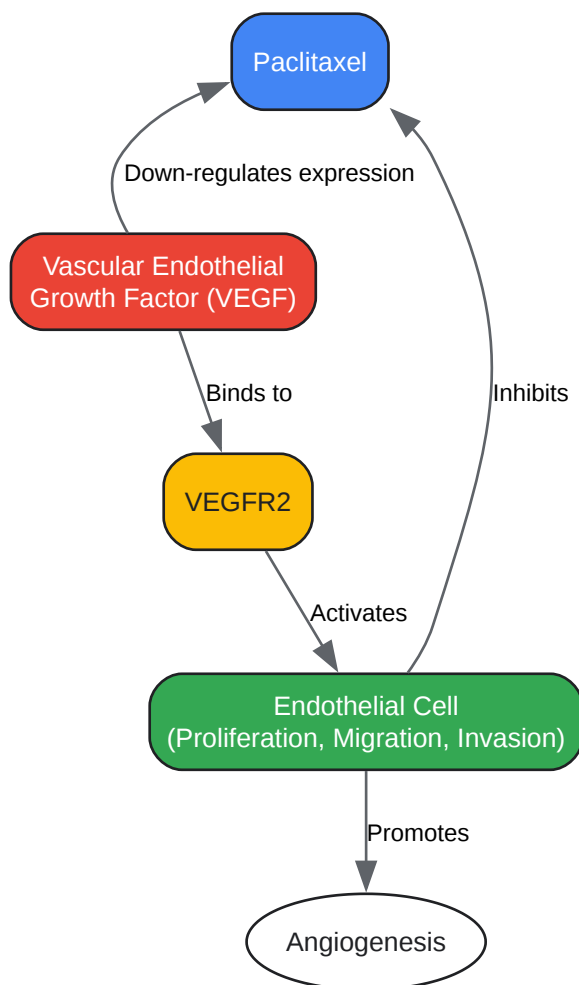 Paclitaxel
Down-regulates expression
Vascular Endothelial
Growth Factor (VEGF)
Binds to
Inhibits
VEGFR2
Activates
Endothelial Cell
(Proliferation, Migration, Invasion)
Promotes
Angiogenesis